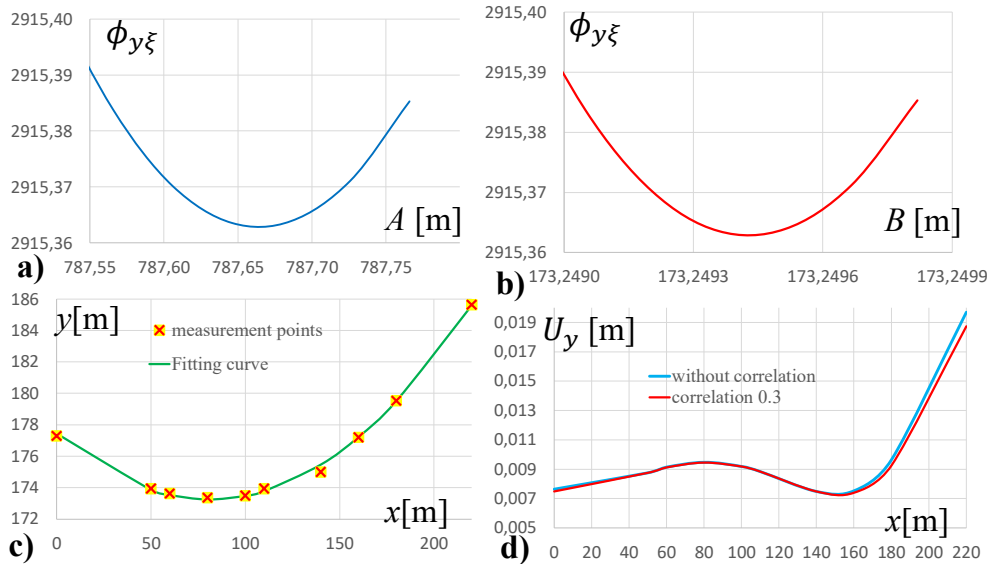 2915,40
2915,39
2915,38
2915,37
2915,36
ϕyξ
A [m]
787,55 787,60 787,65 787,70 787,75
a)
2915,40
2915,39
2915,38
2915,37
2915,36
ϕyξ
B [m]
173,2490 173,2493 173,2496 173,2499
b)
186
184
182
180
178
176
174
172
y[m]
measurement points
Fitting curve
x[m]
0 50 100 150 200
c)
0,019
0,017
0,015
0,013
0,011
0,009
0,007
0,005
Uy [m]
without correlation
correlation 0.3
x[m]
0 20 40 60 80 100 120 140 160 180 200 220
d)